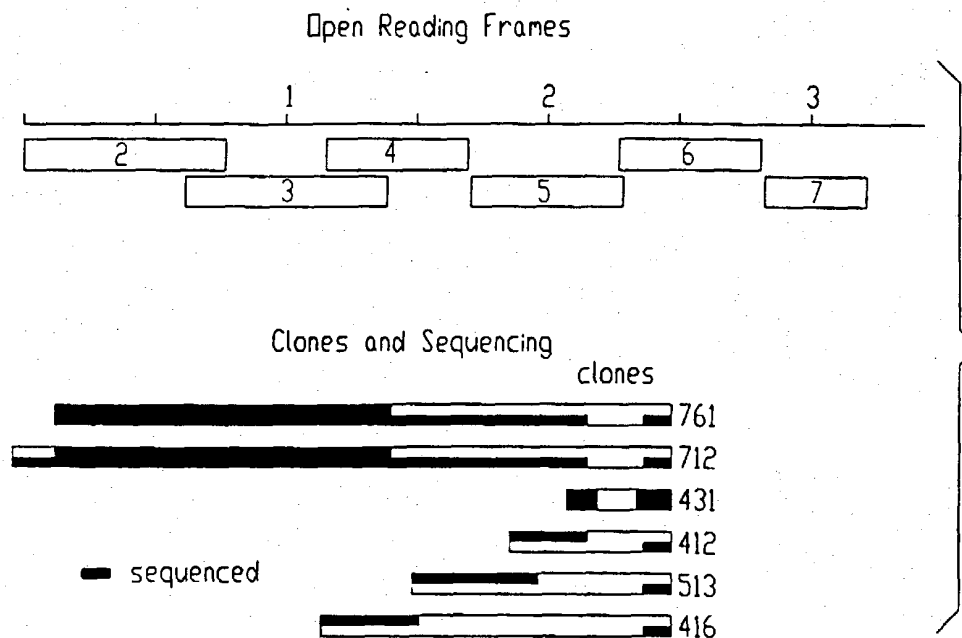 Open Reading Frames
1 2 3
2 4 6
3 5 7
Clones and Sequencing
clones
761
712
431
412
sequenced
513
416